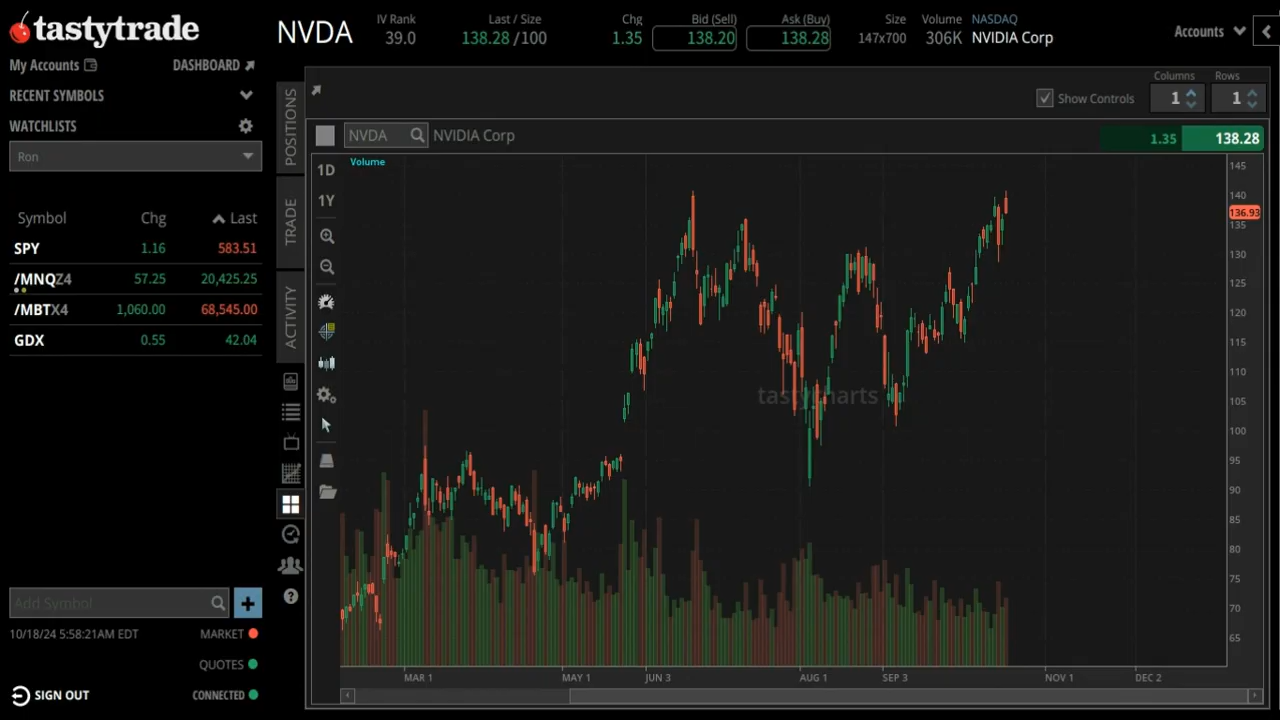 tastytrade
My Accounts
DASHBOARD
RECENT SYMBOLS
WATCHLISTS
Ron
Symbol Chg Last
SPY 1.16 583.51
/MNQZ4 57.25 20,425.25
/MBTX4 1,060.00 68,545.00
GDX 0.55 42.04
Add Symbol
10/18/24 5:58:21AM EDT
MARKET
QUOTES
SIGN OUT
CONNECTED
NVDA
IV Rank
39.0
Last / Size
138.28 /100
Chg
1.35
Bid (Sell)
138.20
Ask (Buy)
138.28
Size
147x700
Volume
306K
NASDAQ
NVIDIA Corp
Accounts
POSITIONS
TRADE
ACTIVITY
Show Controls
Columns
1
Rows
1
NVDA
NVIDIA Corp
1.35
138.28
1D
1Y
Volume
tastycharts
145
140
136.93
135
130
125
120
115
110
105
100
95
90
85
80
75
70
65
MAR 1
MAY 1
JUN 3
AUG 1
SEP 3
NOV 1
DEC 2